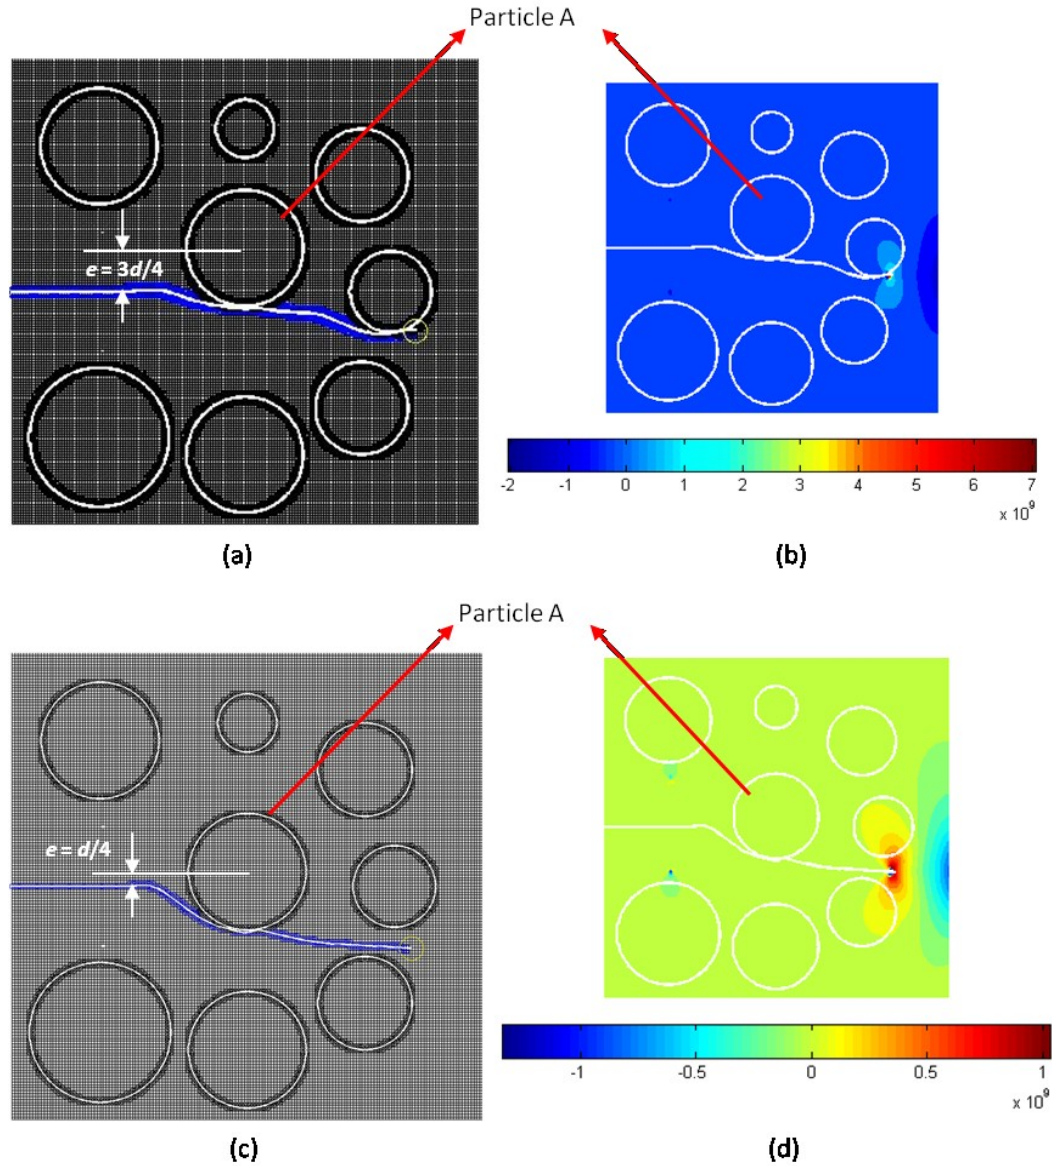 Particle A
e = 3d/4
-2 -1 0 1 2 3 4 5 6 7
x 10⁹
(a) (b)
Particle A
e = d/4
-1 -0.5 0 0.5 1
x 10⁹
(c) (d)